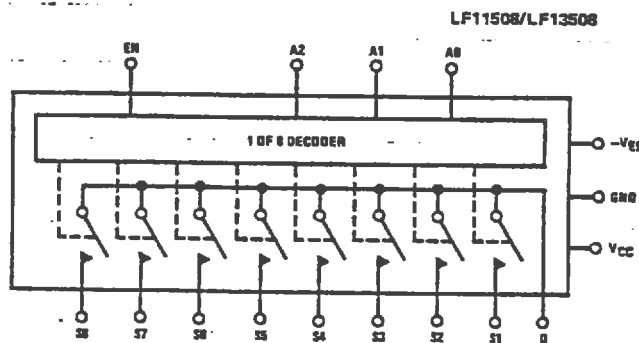 LF11508/LF13508
EN A2 A1 A0
1 OF 8 DECODER
-VEE
GND
VCC
S8 S7 S6 S5 S4 S3 S2 S1 D